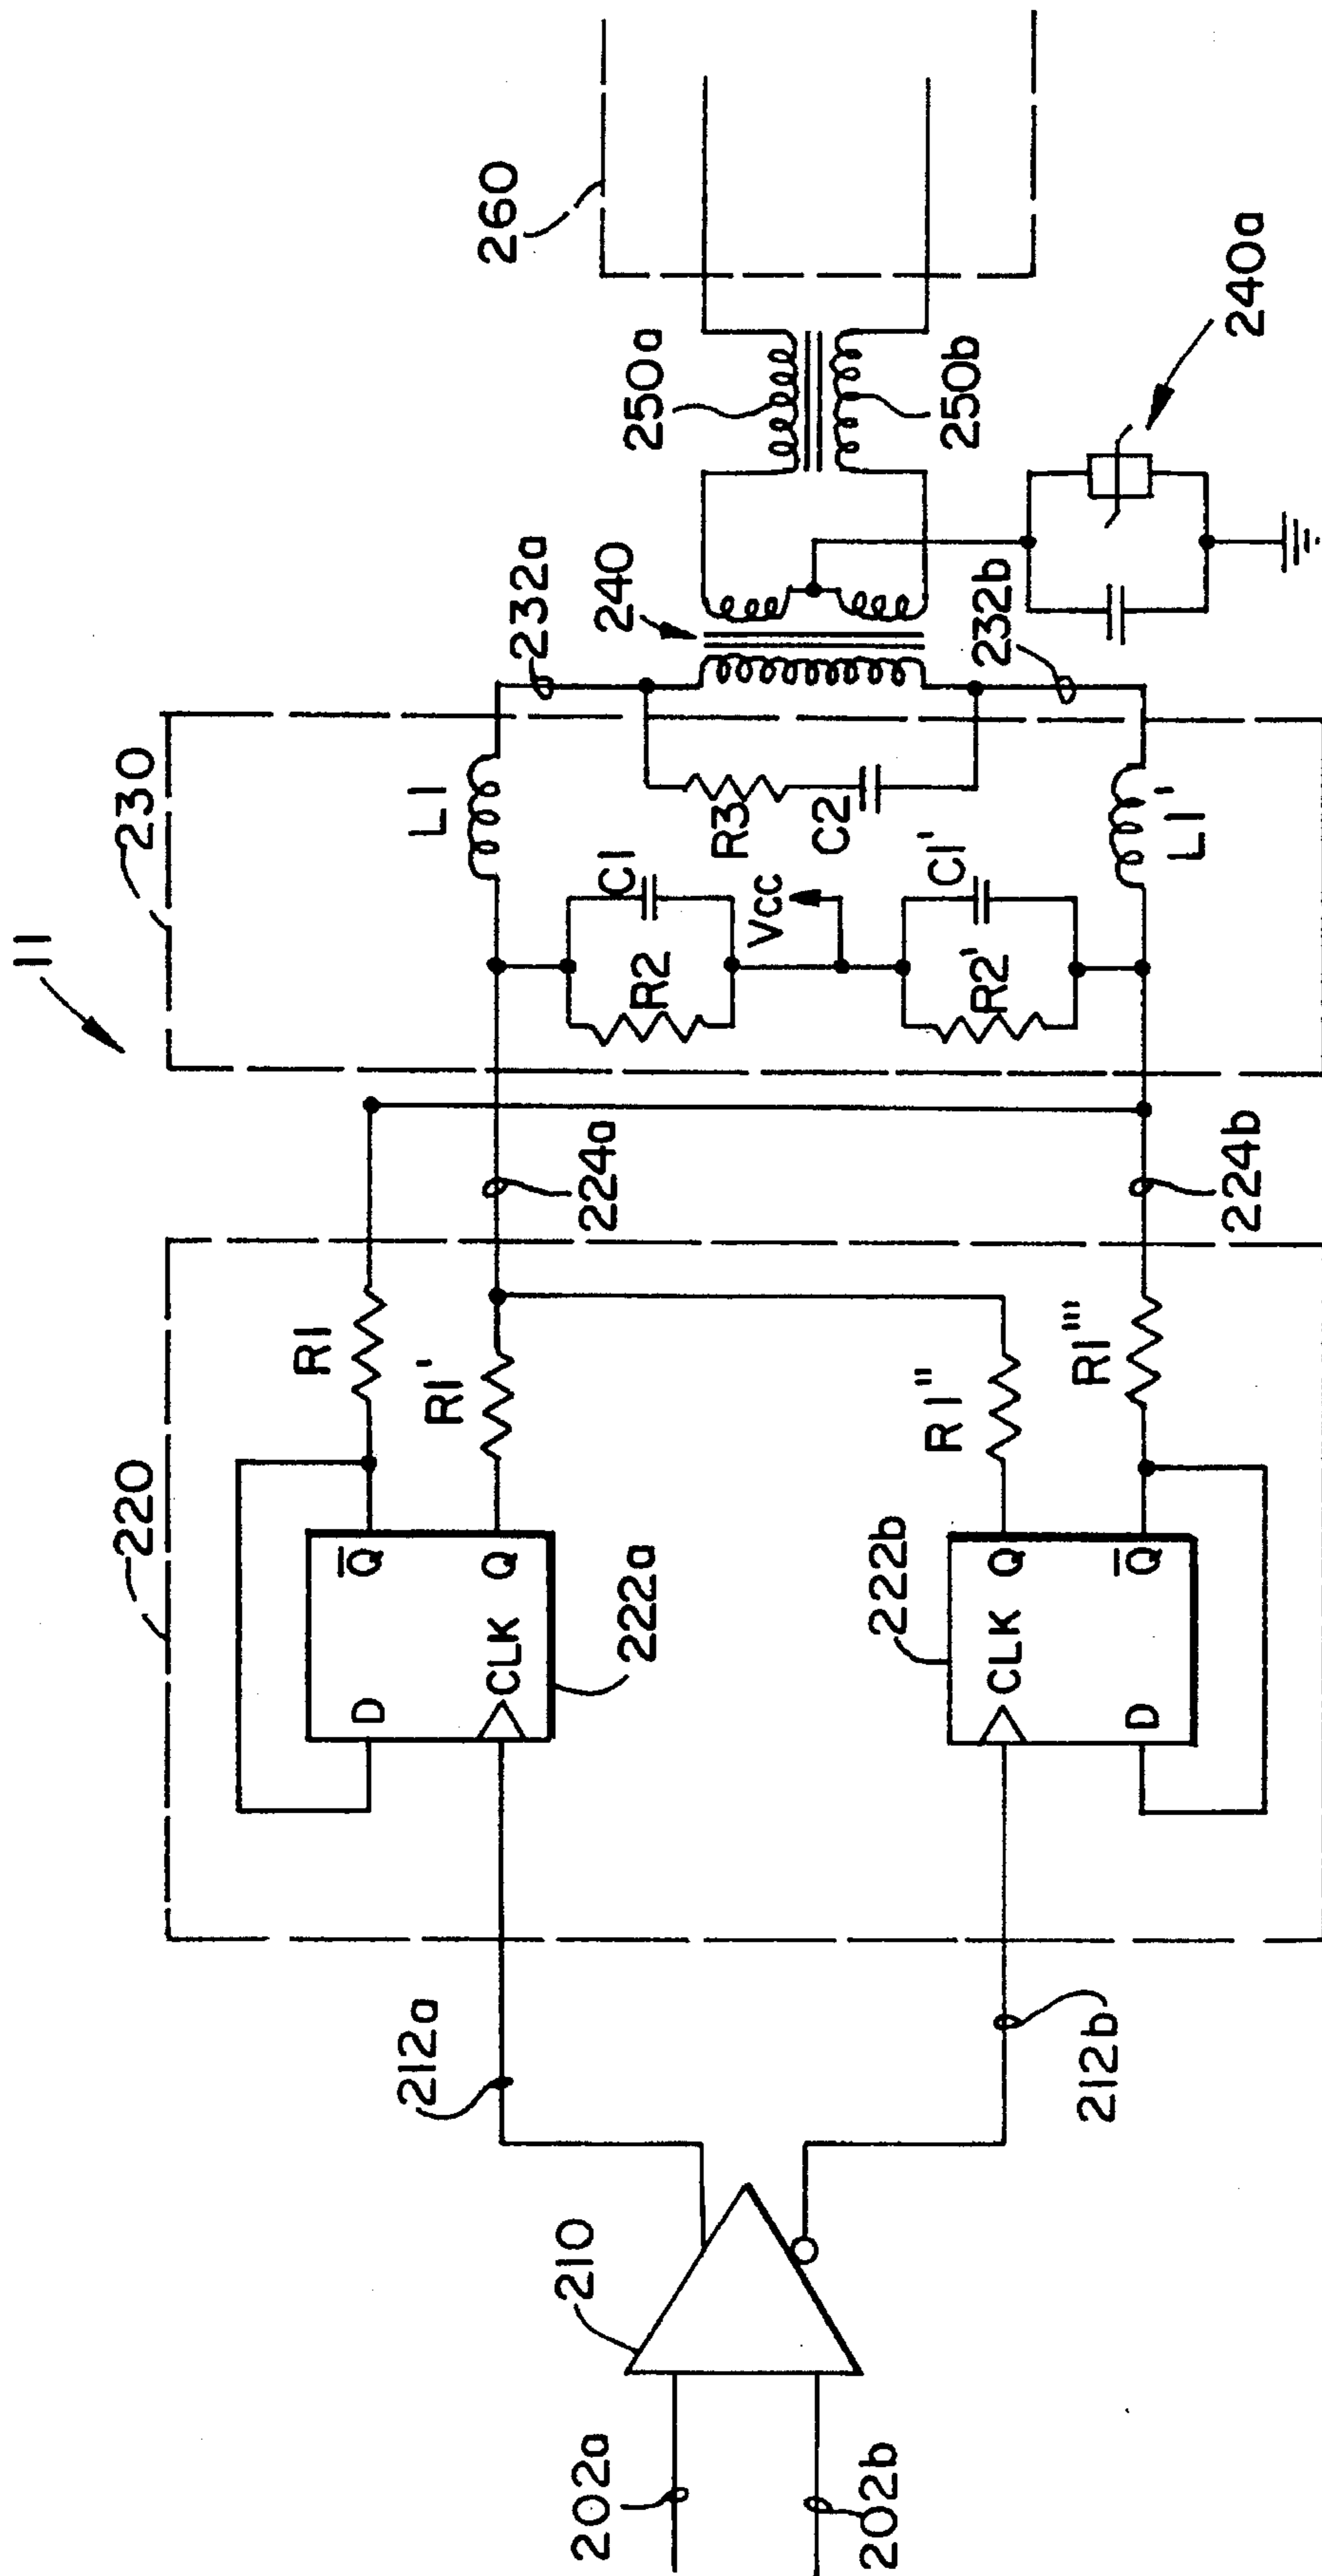 11
220
230
260
202a
202b
210
212a
212b
D
Q̅
CLK
Q
222a
222b
CLK
Q
D
Q̅
R1
R1'
R1''
R1'''
224a
224b
L1
C1
R2
Vcc
C1'
R2'
R3
C2
L1'
232a
240
232b
250a
250b
240a